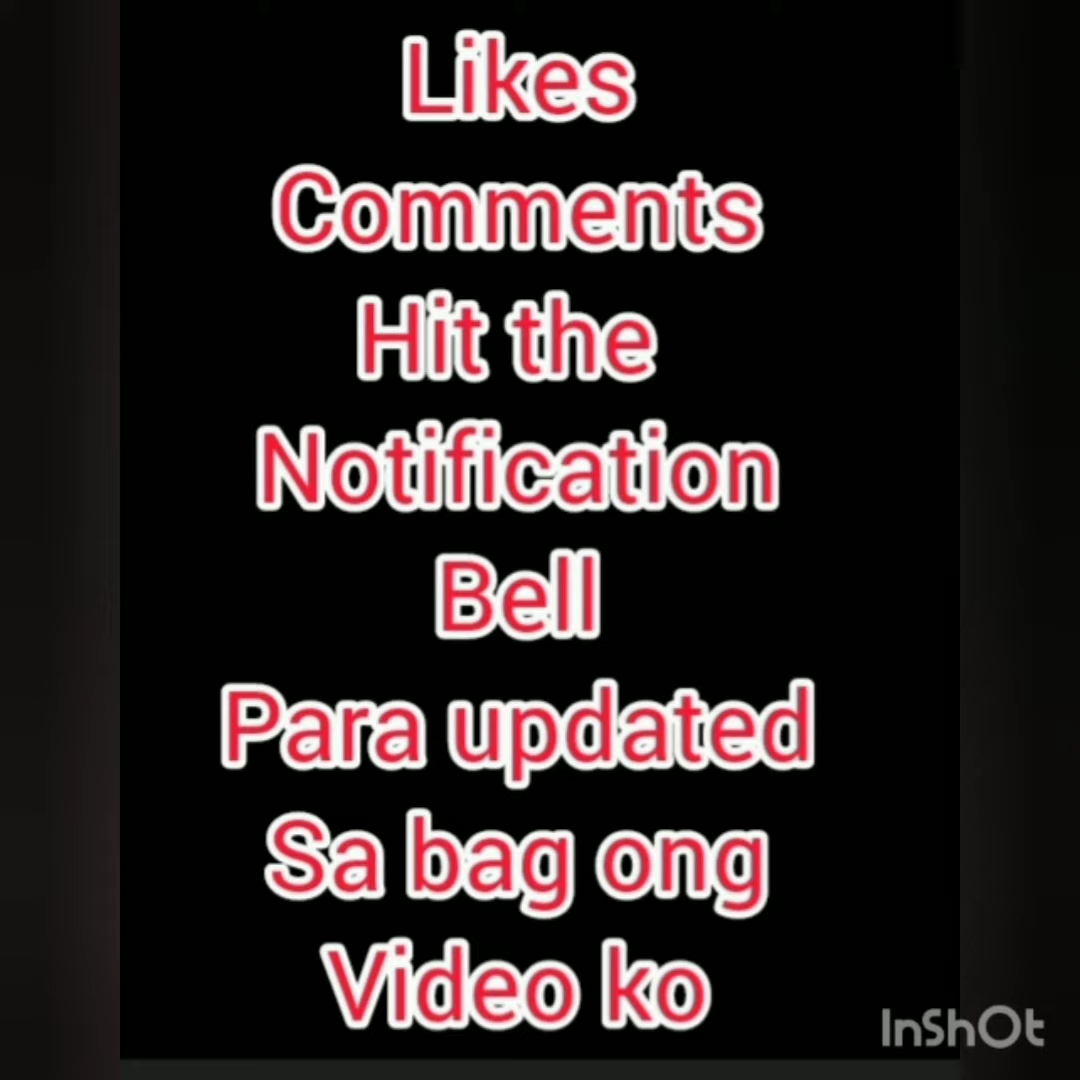 Likes
Comments
Hit the
Notification
Bell
Para updated
Sa bag ong
Video ko
InShOt